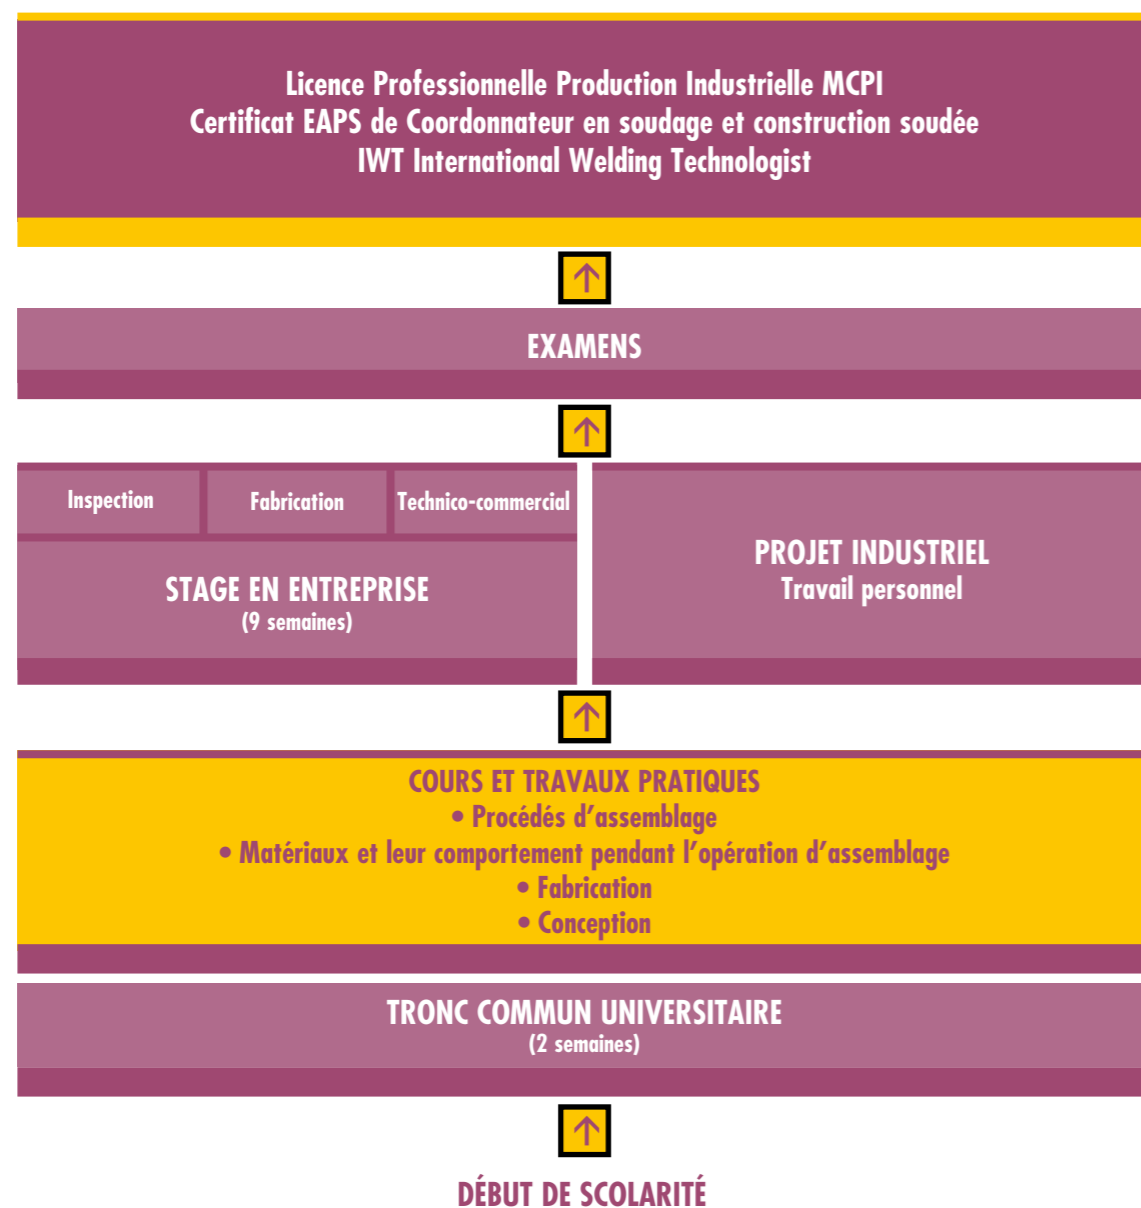 Licence Professionnelle Production Industrielle MCPI
Certificat EAPS de Coordonnateur en soudage et construction soudée
IWT International Welding Technologist
EXAMENS
Inspection
Fabrication
Technico-commercial
STAGE EN ENTREPRISE
(9 semaines)
PROJET INDUSTRIEL
Travail personnel
COURS ET TRAVAUX PRATIQUES
• Procédés d’assemblage
• Matériaux et leur comportement pendant l’opération d’assemblage
• Fabrication
• Conception
TRONC COMMUN UNIVERSITAIRE
(2 semaines)
DÉBUT DE SCOLARITÉ